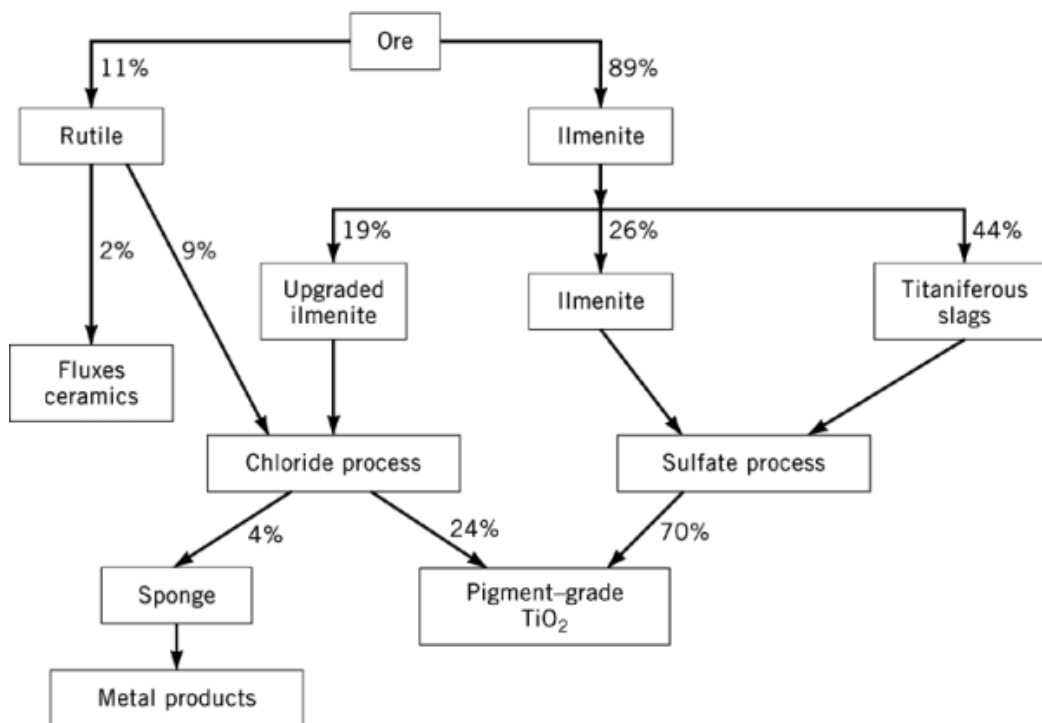 Ore
11%
89%
Rutile
Ilmenite
2%
9%
19%
26%
44%
Upgraded
ilmenite
Ilmenite
Titaniferous
slags
Fluxes
ceramics
Chloride process
Sulfate process
4%
24%
70%
Sponge
Pigment–grade
TiO₂
Metal products